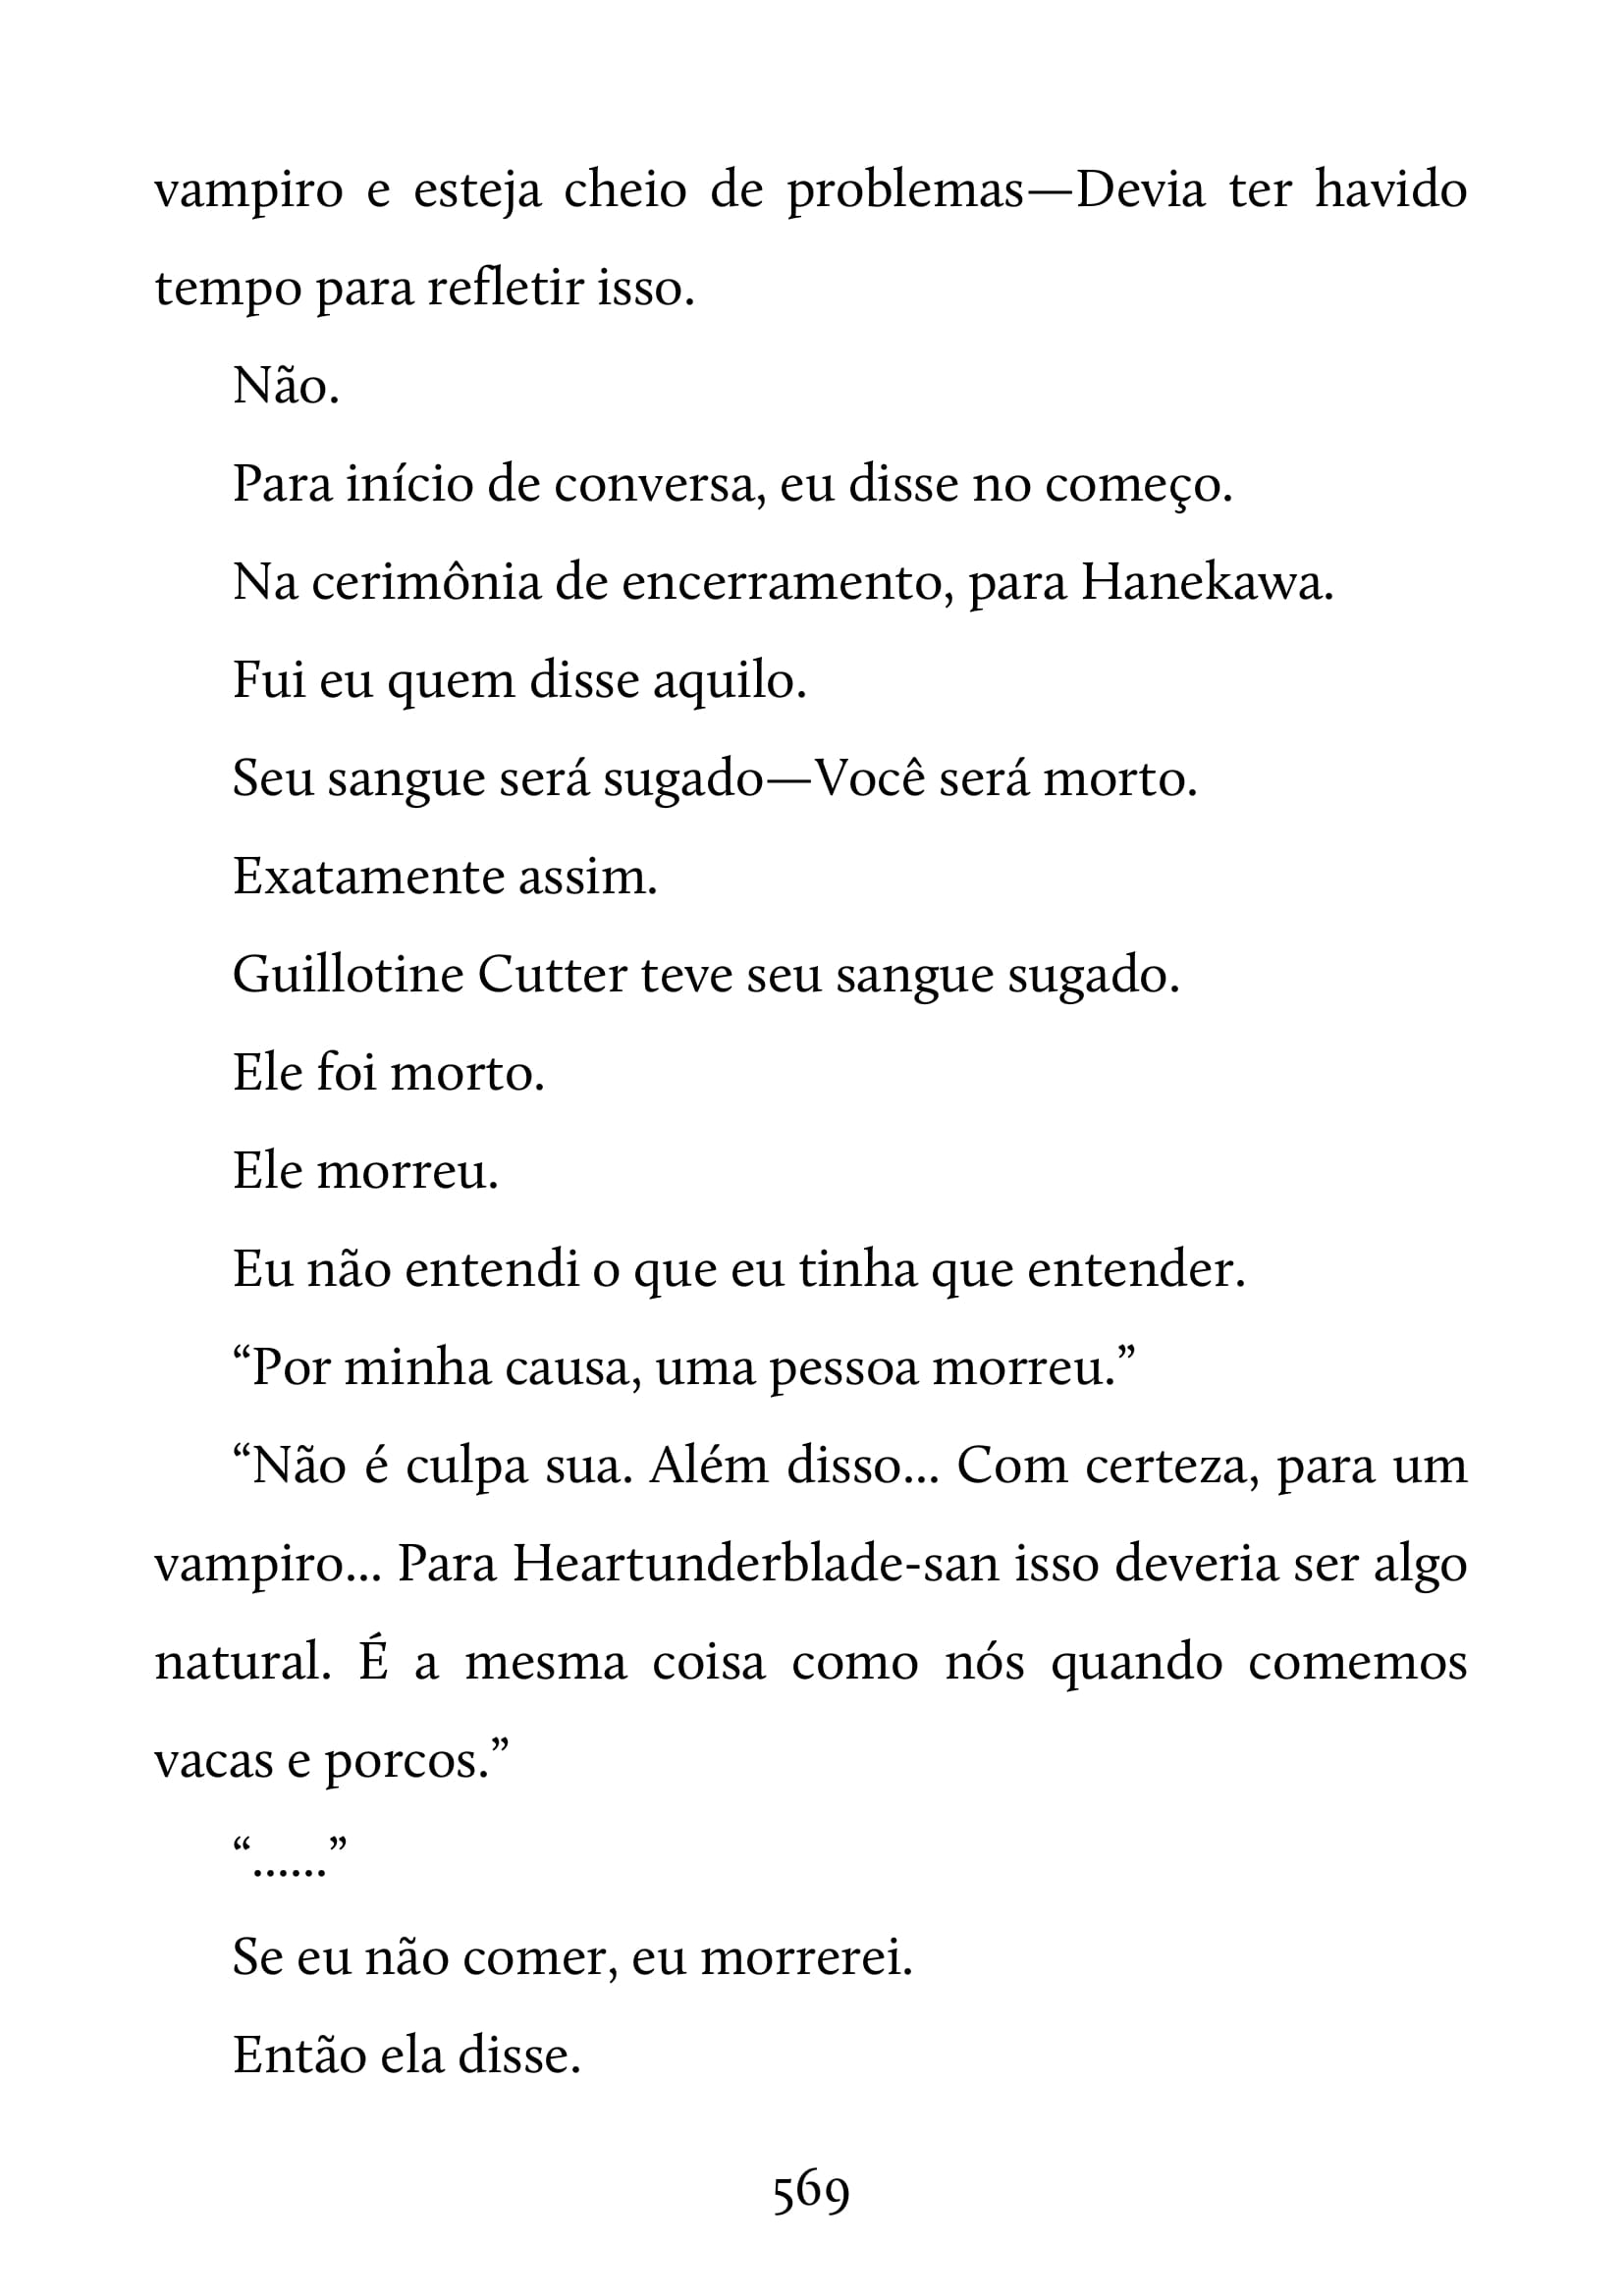 vampiro e esteja cheio de problemas—Devia ter havido
tempo para refletir isso.
Não.
Para início de conversa, eu disse no começo.
Na cerimônia de encerramento, para Hanekawa.
Fui eu quem disse aquilo.
Seu sangue será sugado—Você será morto.
Exatamente assim.
Guillotine Cutter teve seu sangue sugado.
Ele foi morto.
Ele morreu.
Eu não entendi o que eu tinha que entender.
“Por minha causa, uma pessoa morreu.”
“Não é culpa sua. Além disso... Com certeza, para um
vampiro... Para Heartunderblade-san isso deveria ser algo
natural. É a mesma coisa como nós quando comemos
vacas e porcos.”
“......”
Se eu não comer, eu morrerei.
Então ela disse.
569